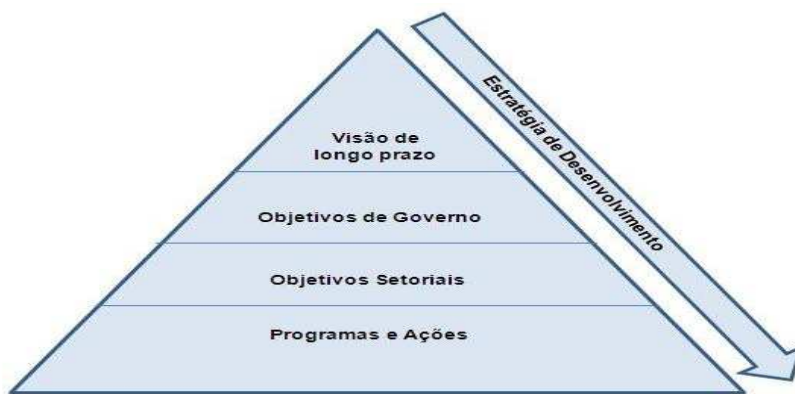 Visão de
longo prazo
Objetivos de Governo
Objetivos Setoriais
Programas e Ações
Estratégia de Desenvolvimento